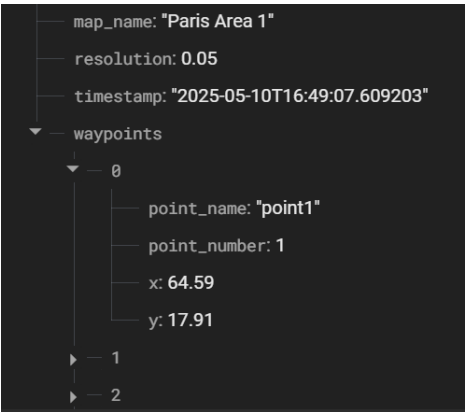 map_name: "Paris Area 1"
resolution: 0.05
timestamp: "2025-05-10T16:49:07.609203"
waypoints
0
point_name: "point1"
point_number: 1
x: 64.59
y: 17.91
1
2